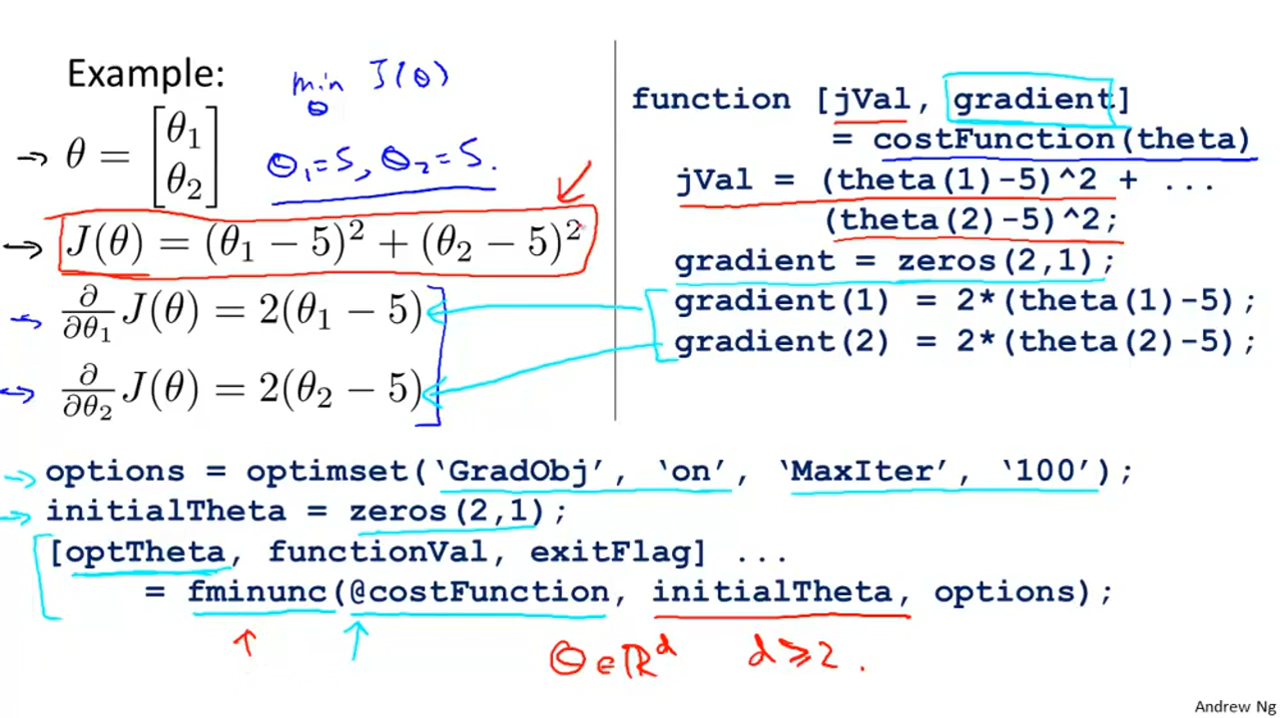 Example:
min J(θ)
θ
θ = [θ₁
θ₂]
θ₁=5, θ₂=5.
J(θ) = (θ₁ − 5)² + (θ₂ − 5)²
∂/∂θ₁ J(θ) = 2(θ₁ − 5)
∂/∂θ₂ J(θ) = 2(θ₂ − 5)
function [jVal, gradient]
= costFunction(theta)
jVal = (theta(1)-5)^2 + ...
(theta(2)-5)^2;
gradient = zeros(2,1);
gradient(1) = 2*(theta(1)-5);
gradient(2) = 2*(theta(2)-5);
options = optimset(‘GradObj’, ‘on’, ‘MaxIter’, ‘100’);
initialTheta = zeros(2,1);
[optTheta, functionVal, exitFlag] ...
= fminunc(@costFunction, initialTheta, options);
θ∈ℝᵈ d≥2.
Andrew Ng